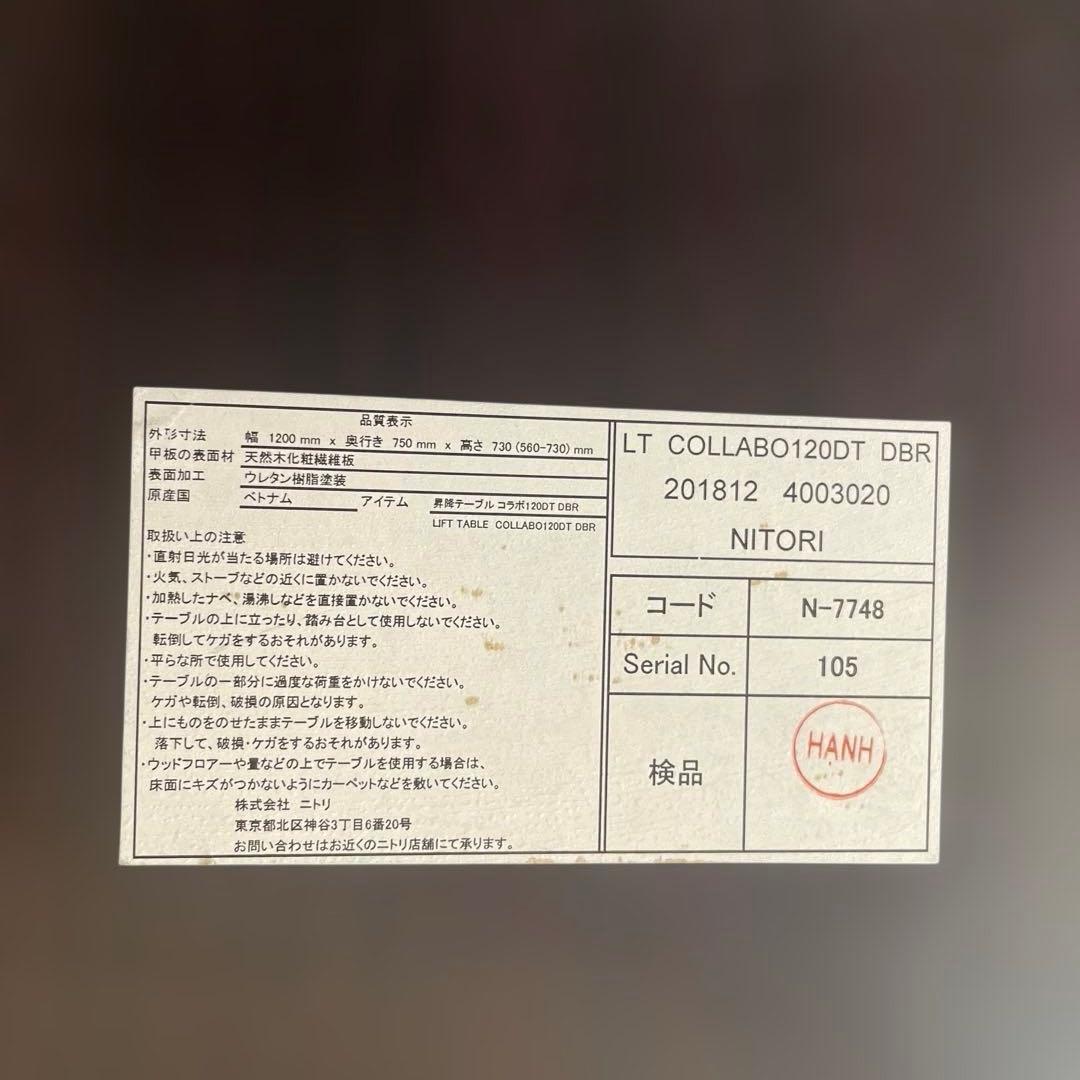 品質表示
外形寸法 幅 1200 mm x 奥行き 750 mm x 高さ 730 (560-730) mm
甲板の表面材 天然木化粧繊維板
表面加工 ウレタン樹脂塗装
原産国 ベトナム アイテム 昇降テーブル コラボ120DT DBR
LIFT TABLE COLLABO120DT DBR
取扱い上の注意
・直射日光が当たる場所は避けてください。
・火気、ストーブなどの近くに置かないでください。
・加熱したナベ、湯沸しなどを直接置かないでください。
・テーブルの上に立ったり、踏み台として使用しないでください。
転倒してケガをするおそれがあります。
・平らな所で使用してください。
・テーブルの一部分に過度な荷重をかけないでください。
ケガや転倒、破損の原因となります。
・上にものをのせたままテーブルを移動しないでください。
落下して、破損・ケガをするおそれがあります。
・ウッドフロアーや畳などの上でテーブルを使用する場合は、
床面にキズがつかないようにカーペットなどを敷いてください。
株式会社 ニトリ
東京都北区神谷3丁目6番20号
お問い合わせはお近くのニトリ店舗にて承ります。
LT COLLABO120DT DBR
201812 4003020
NITORI
コード N-7748
Serial No. 105
検品 HẠNH